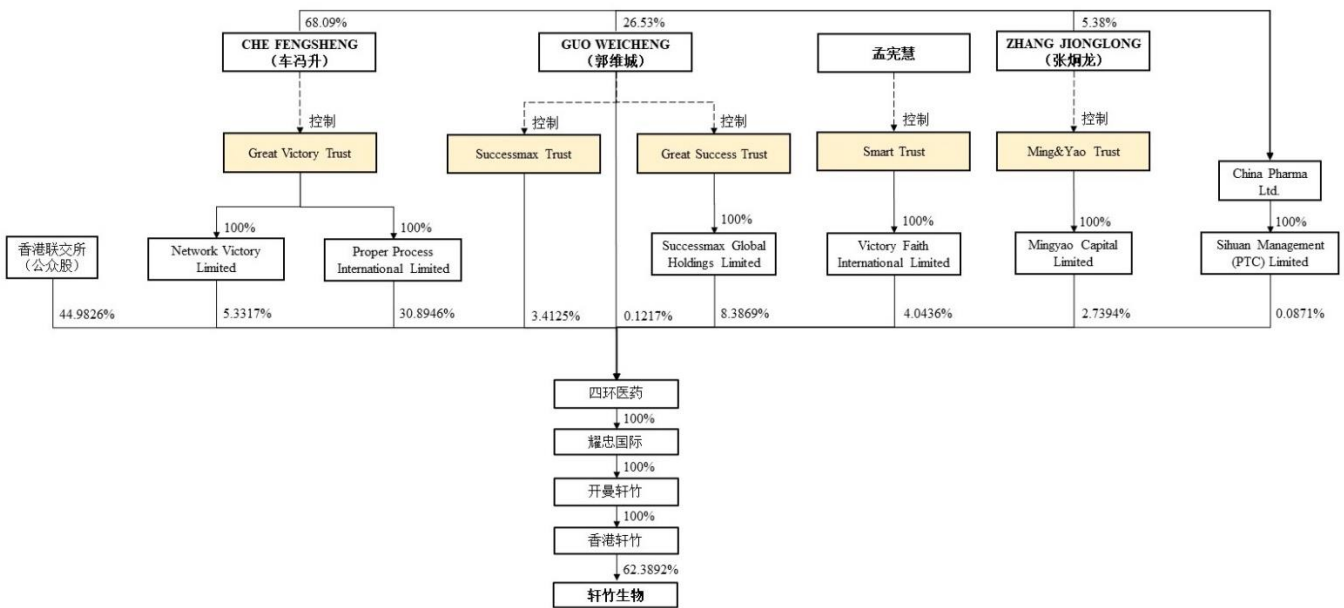 68.09%
26.53%
5.38%
CHE FENGSHENG
（车冯升）
GUO WEICHENG
（郭维城）
孟宪慧
ZHANG JIONGLONG
（张炯龙）
控制
控制
控制
控制
控制
Great Victory Trust
Successmax Trust
Great Success Trust
Smart Trust
Ming&Yao Trust
China Pharma
Ltd.
100%
100%
100%
100%
100%
100%
香港联交所
（公众股）
Network Victory
Limited
Proper Process
International Limited
Successmax Global
Holdings Limited
Victory Faith
International Limited
Mingyao Capital
Limited
Sihuan Management
(PTC) Limited
44.9826%
5.3317%
30.8946%
3.4125%
0.1217%
8.3869%
4.0436%
2.7394%
0.0871%
四环医药
100%
耀忠国际
100%
开曼轩竹
100%
香港轩竹
62.3892%
轩竹生物